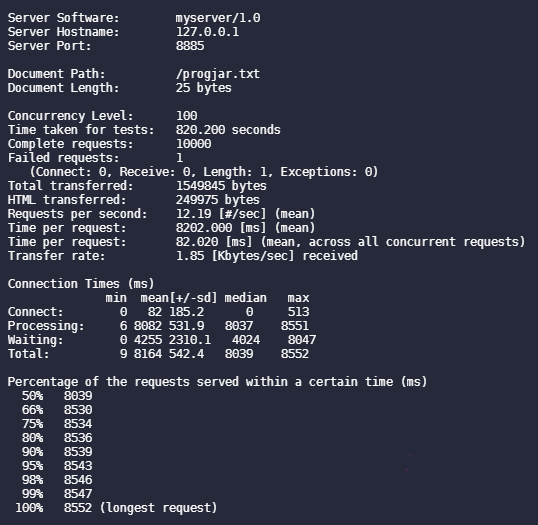 Server Software:        myserver/1.0
Server Hostname:        127.0.0.1
Server Port:            8885

Document Path:          /progjar.txt
Document Length:        25 bytes

Concurrency Level:      100
Time taken for tests:   820.200 seconds
Complete requests:      10000
Failed requests:        1
   (Connect: 0, Receive: 0, Length: 1, Exceptions: 0)
Total transferred:      1549845 bytes
HTML transferred:       249975 bytes
Requests per second:    12.19 [#/sec] (mean)
Time per request:       8202.000 [ms] (mean)
Time per request:       82.020 [ms] (mean, across all concurrent requests)
Transfer rate:          1.85 [Kbytes/sec] received

Connection Times (ms)
              min  mean[+/-sd] median   max
Connect:        0   82 185.2      0     513
Processing:     6 8082 531.9   8037    8551
Waiting:        0 4255 2310.1   4024    8047
Total:          9 8164 542.4   8039    8552

Percentage of the requests served within a certain time (ms)
  50%   8039
  66%   8530
  75%   8534
  80%   8536
  90%   8539
  95%   8543
  98%   8546
  99%   8547
 100%   8552 (longest request)